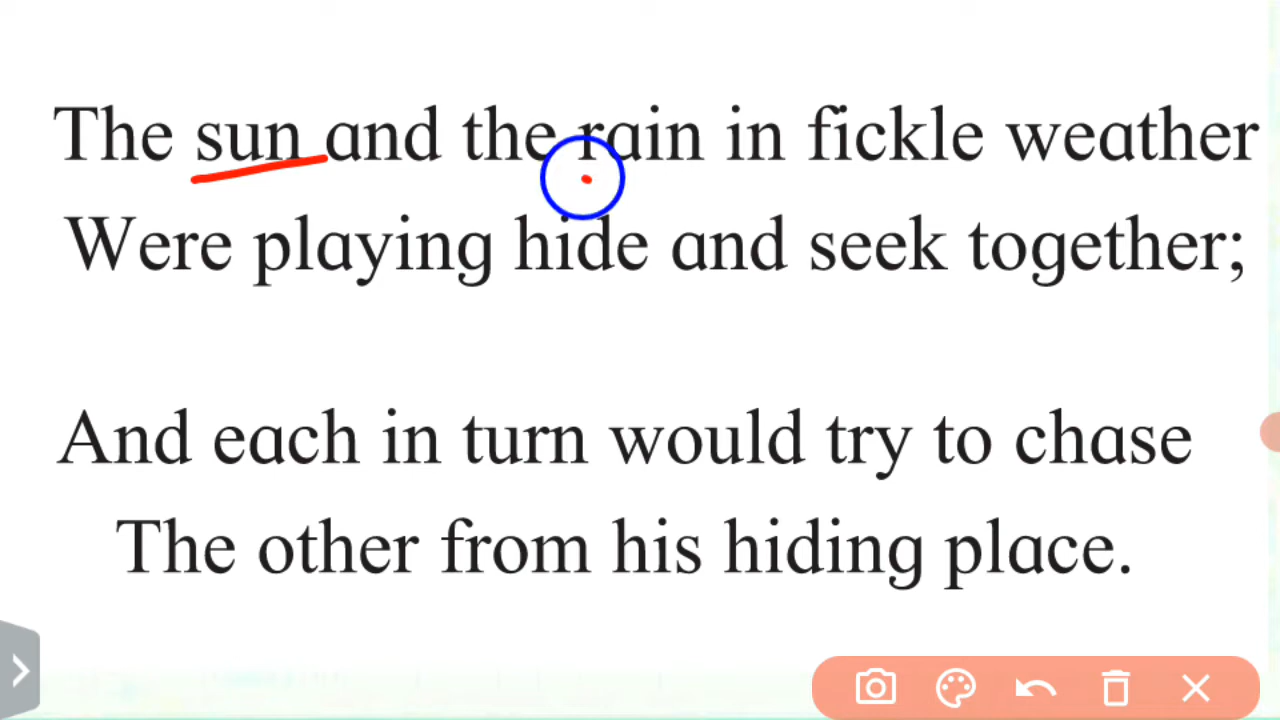 The sun and the rain in fickle weather
Were playing hide and seek together;
And each in turn would try to chase
The other from his hiding place.